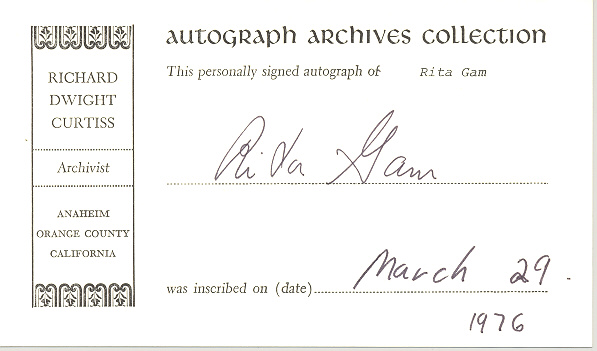 RICHARD
DWIGHT
CURTISS
Archivist
ANAHEIM
ORANGE COUNTY
CALIFORNIA
autograph archives collection
This personally signed autograph of Rita Gam
Rita Gam
was inscribed on (date) March 29.
1976